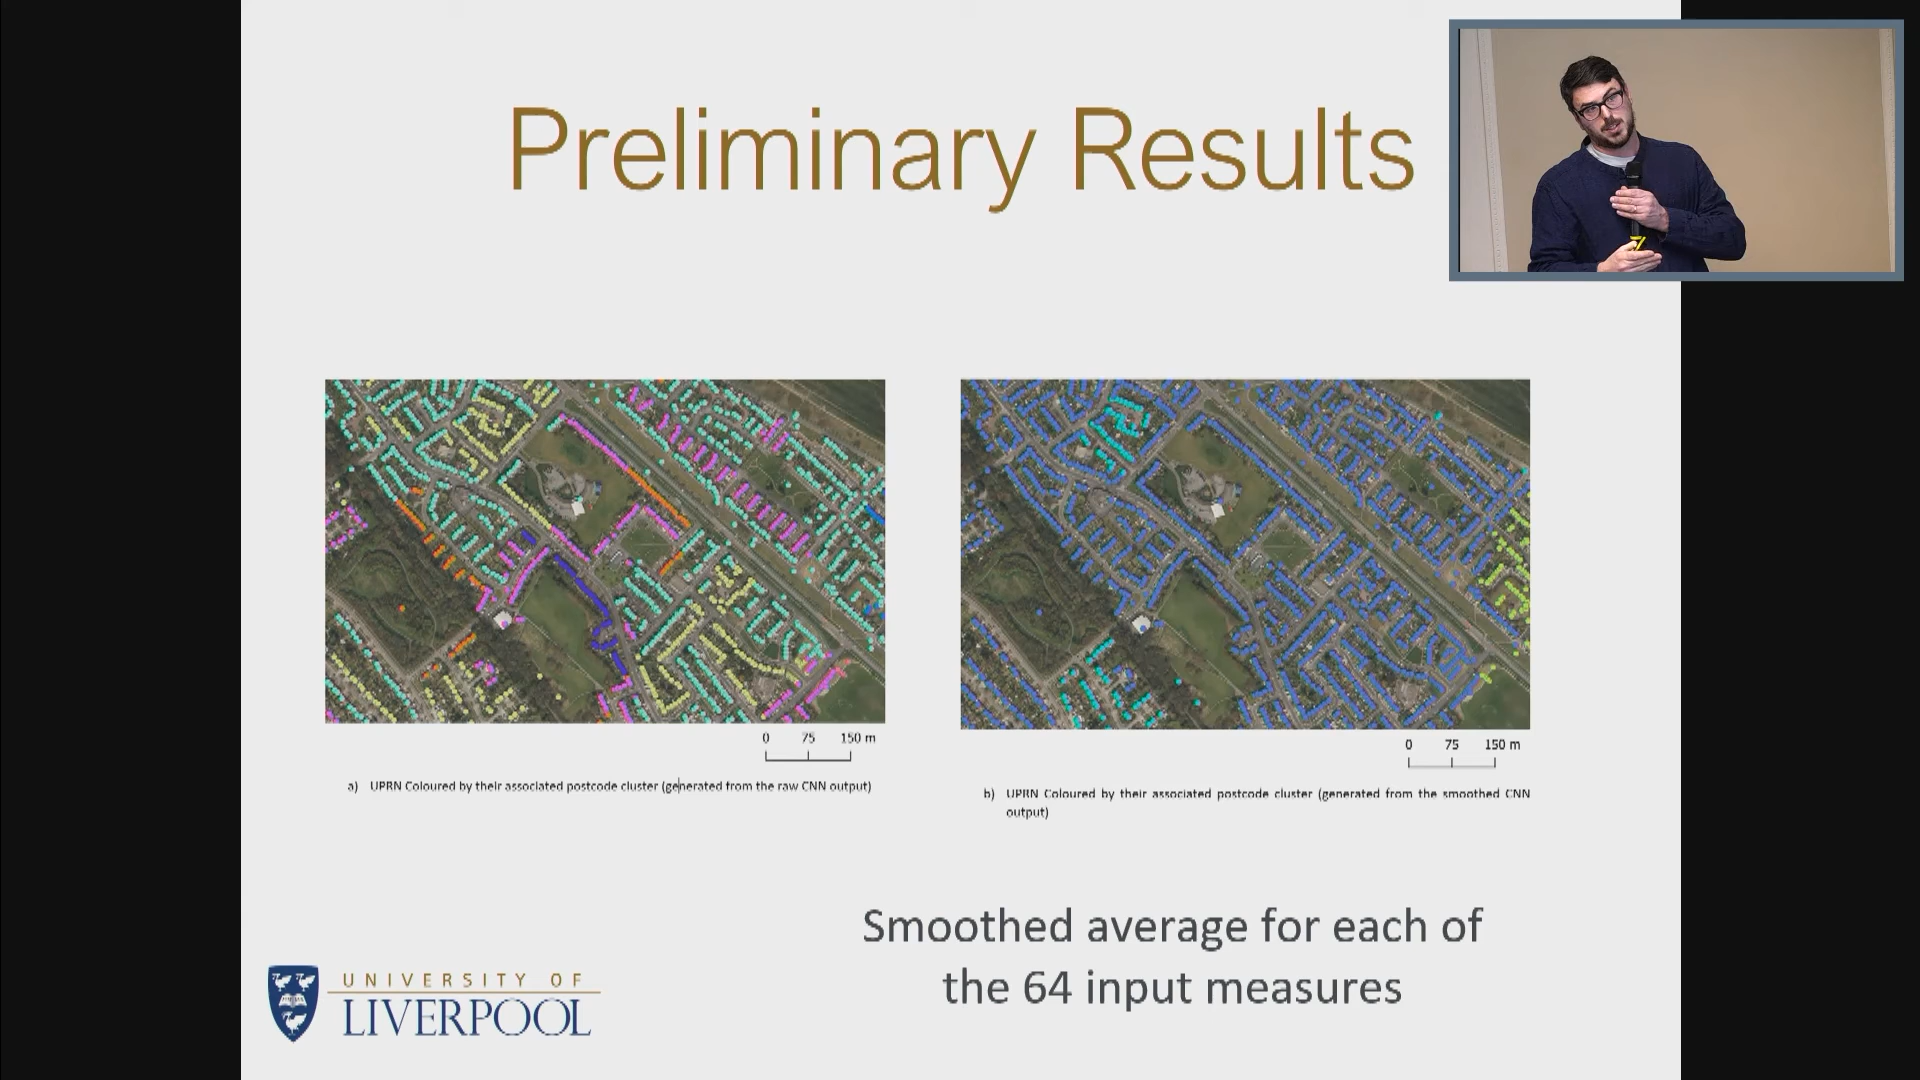 Preliminary Results
0 75 150 m
a) UPRN Coloured by their associated postcode cluster (generated from the raw CNN output)
0 75 150 m
b) UPRN Coloured by their associated postcode cluster (generated from the smoothed CNN
output)
Smoothed average for each of
the 64 input measures
UNIVERSITY OF
LIVERPOOL